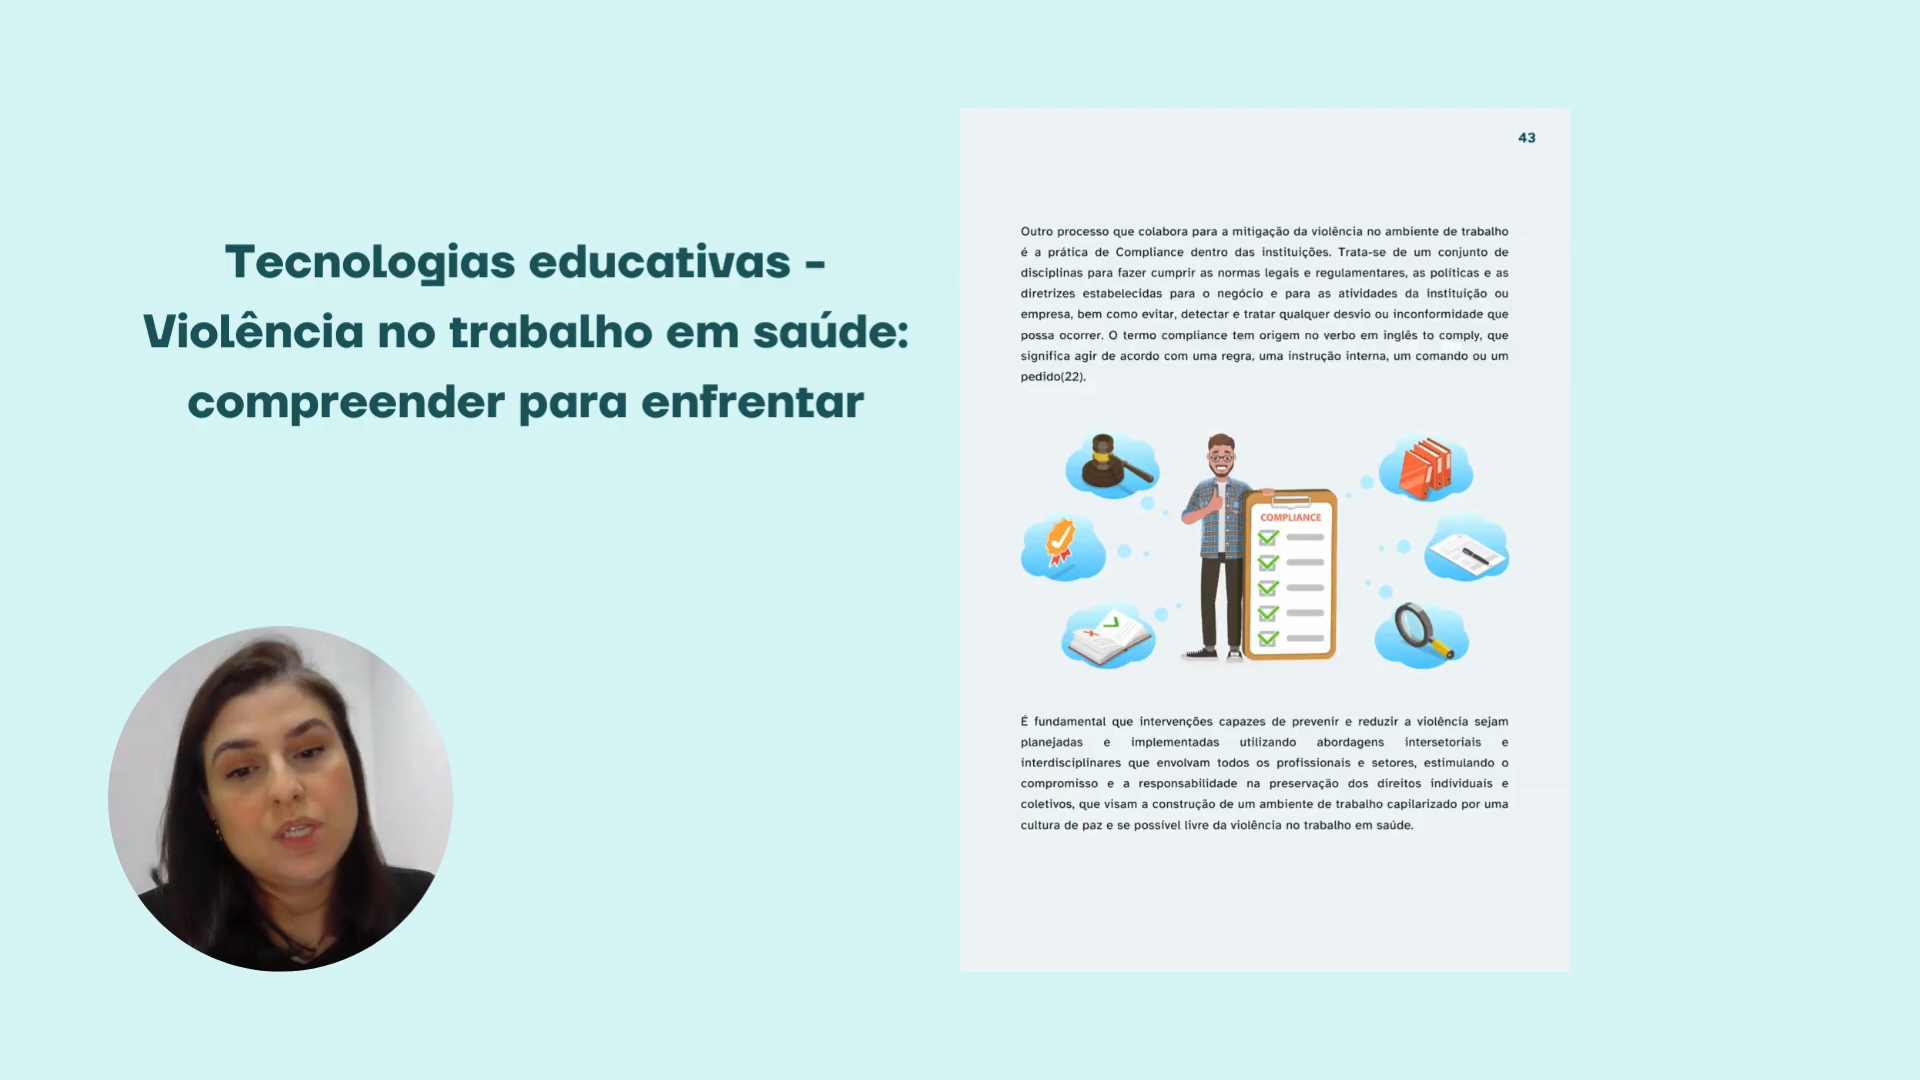 Tecnologias educativas –
Violência no trabalho em saúde:
compreender para enfrentar
43
Outro processo que colabora para a mitigação da violência no ambiente de trabalho
é a prática de Compliance dentro das instituições. Trata-se de um conjunto de
disciplinas para fazer cumprir as normas legais e regulamentares, as políticas e as
diretrizes estabelecidas para o negócio e para as atividades da instituição ou
empresa, bem como evitar, detectar e tratar qualquer desvio ou inconformidade que
possa ocorrer. O termo compliance tem origem no verbo em inglês to comply, que
significa agir de acordo com uma regra, uma instrução interna, um comando ou um
pedido(22).
COMPLIANCE
É fundamental que intervenções capazes de prevenir e reduzir a violência sejam
planejadas e implementadas utilizando abordagens intersetoriais e
interdisciplinares que envolvam todos os profissionais e setores, estimulando o
compromisso e a responsabilidade na preservação dos direitos individuais e
coletivos, que visam a construção de um ambiente de trabalho capilarizado por uma
cultura de paz e se possível livre da violência no trabalho em saúde.